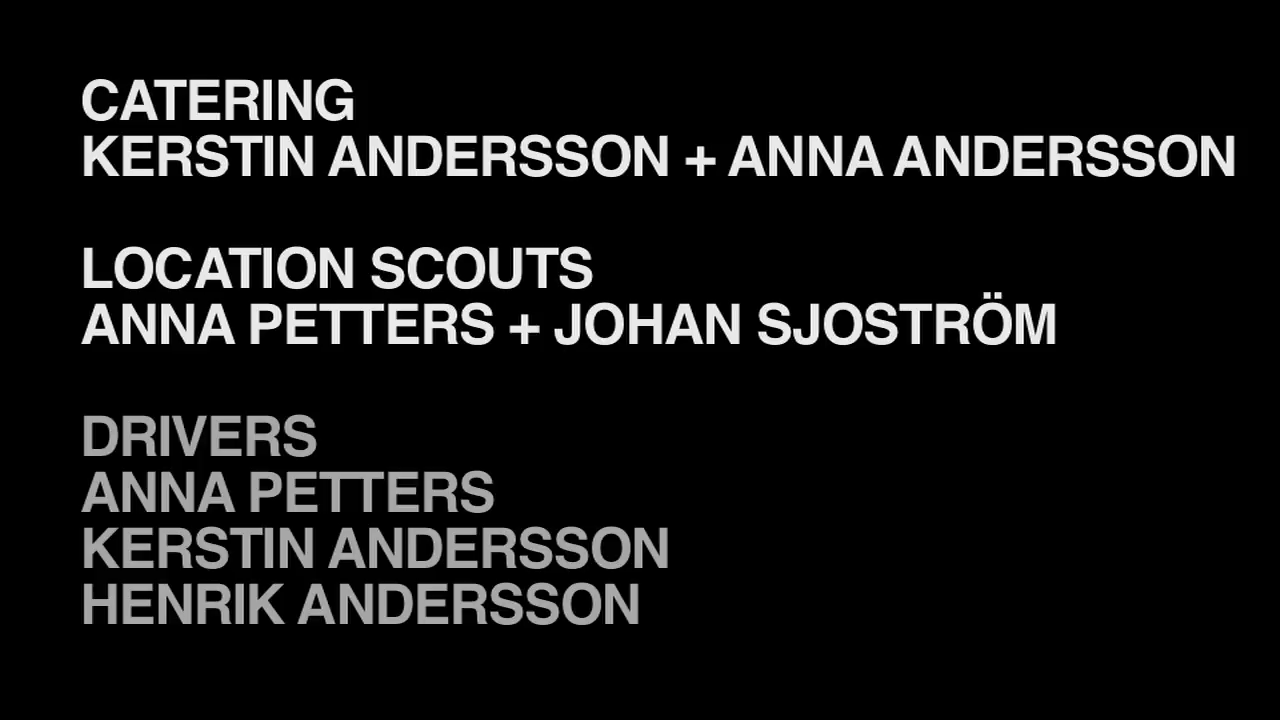 CATERING
KERSTIN ANDERSSON + ANNA ANDERSSON
LOCATION SCOUTS
ANNA PETTERS + JOHAN SJOSTRÖM
DRIVERS
ANNA PETTERS
KERSTIN ANDERSSON
HENRIK ANDERSSON